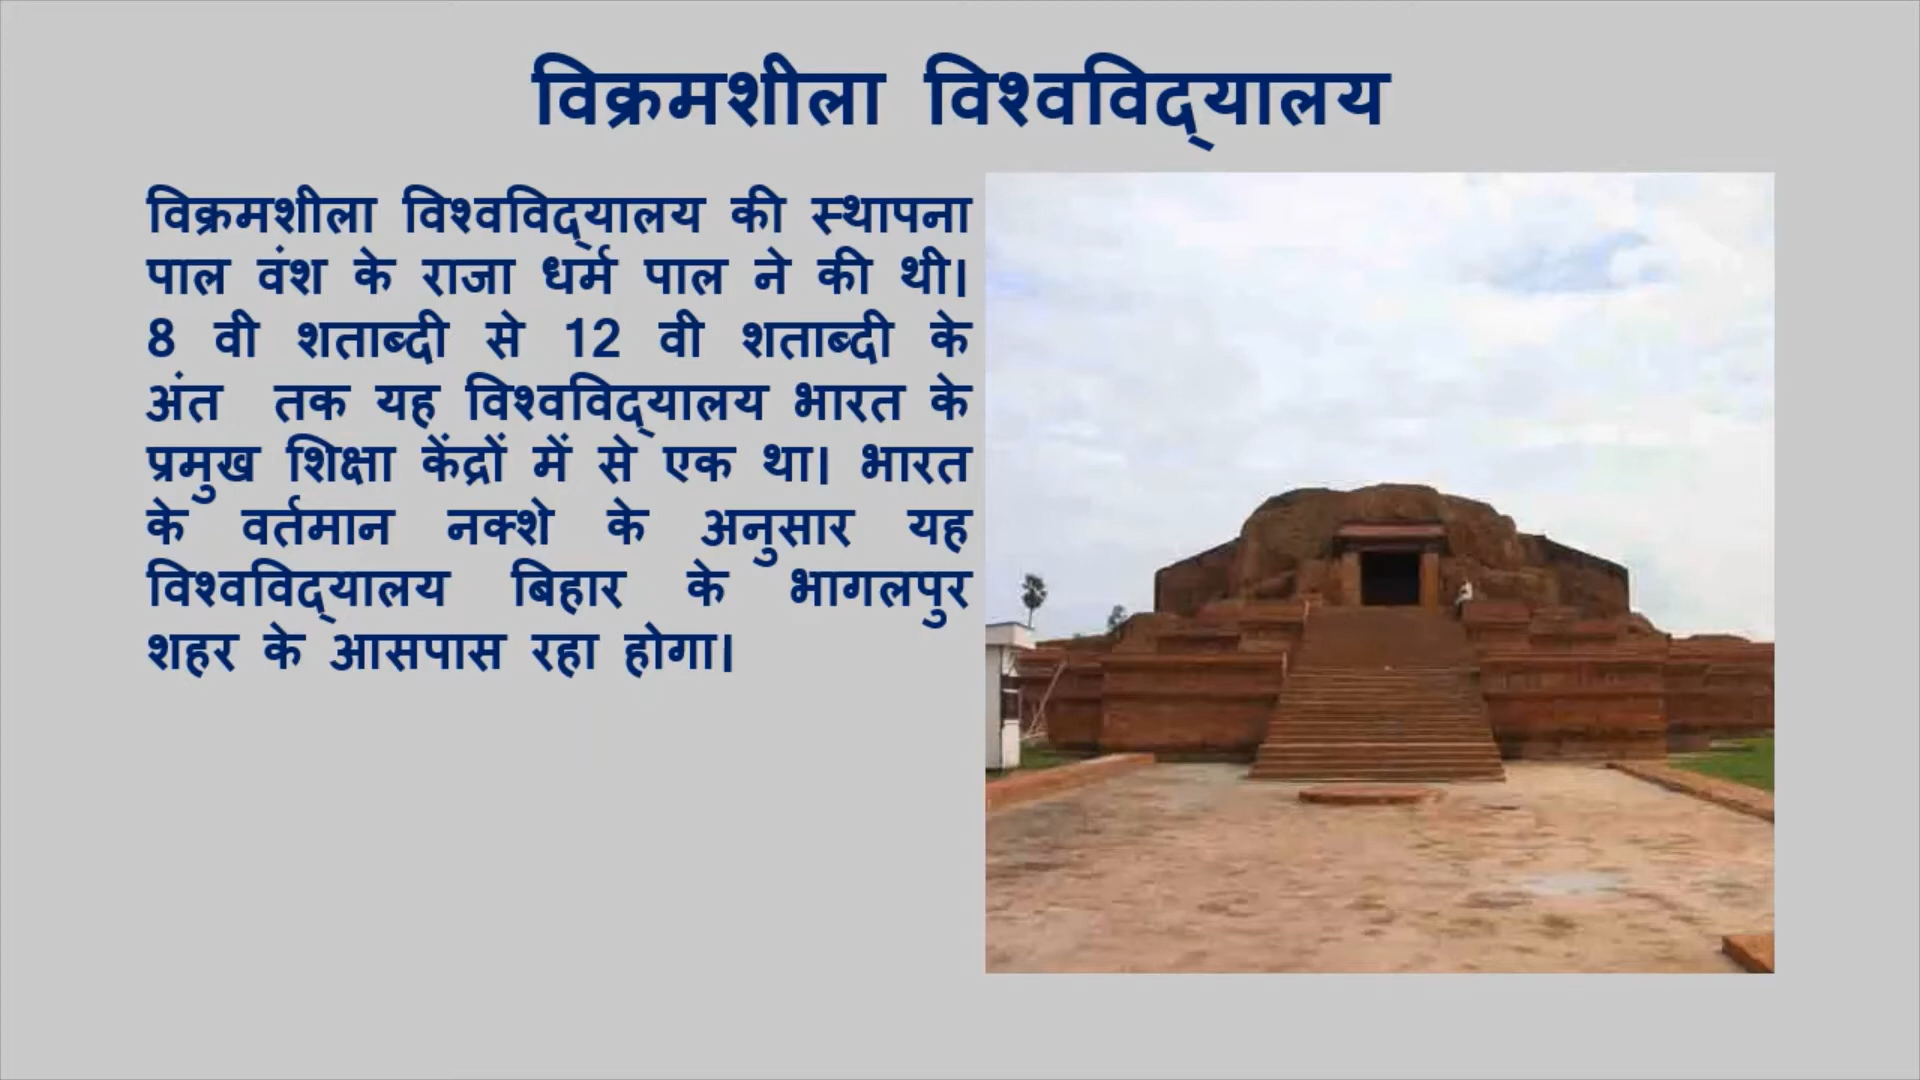 विक्रमशीला विश्वविद्यालय
विक्रमशीला विश्वविद्यालय की स्थापना
पाल वंश के राजा धर्म पाल ने की थी।
8 वी शताब्दी से 12 वी शताब्दी के
अंत तक यह विश्वविद्यालय भारत के
प्रमुख शिक्षा केंद्रों में से एक था। भारत
के वर्तमान नक्शे के अनुसार यह
विश्वविद्यालय बिहार के भागलपुर
शहर के आसपास रहा होगा।